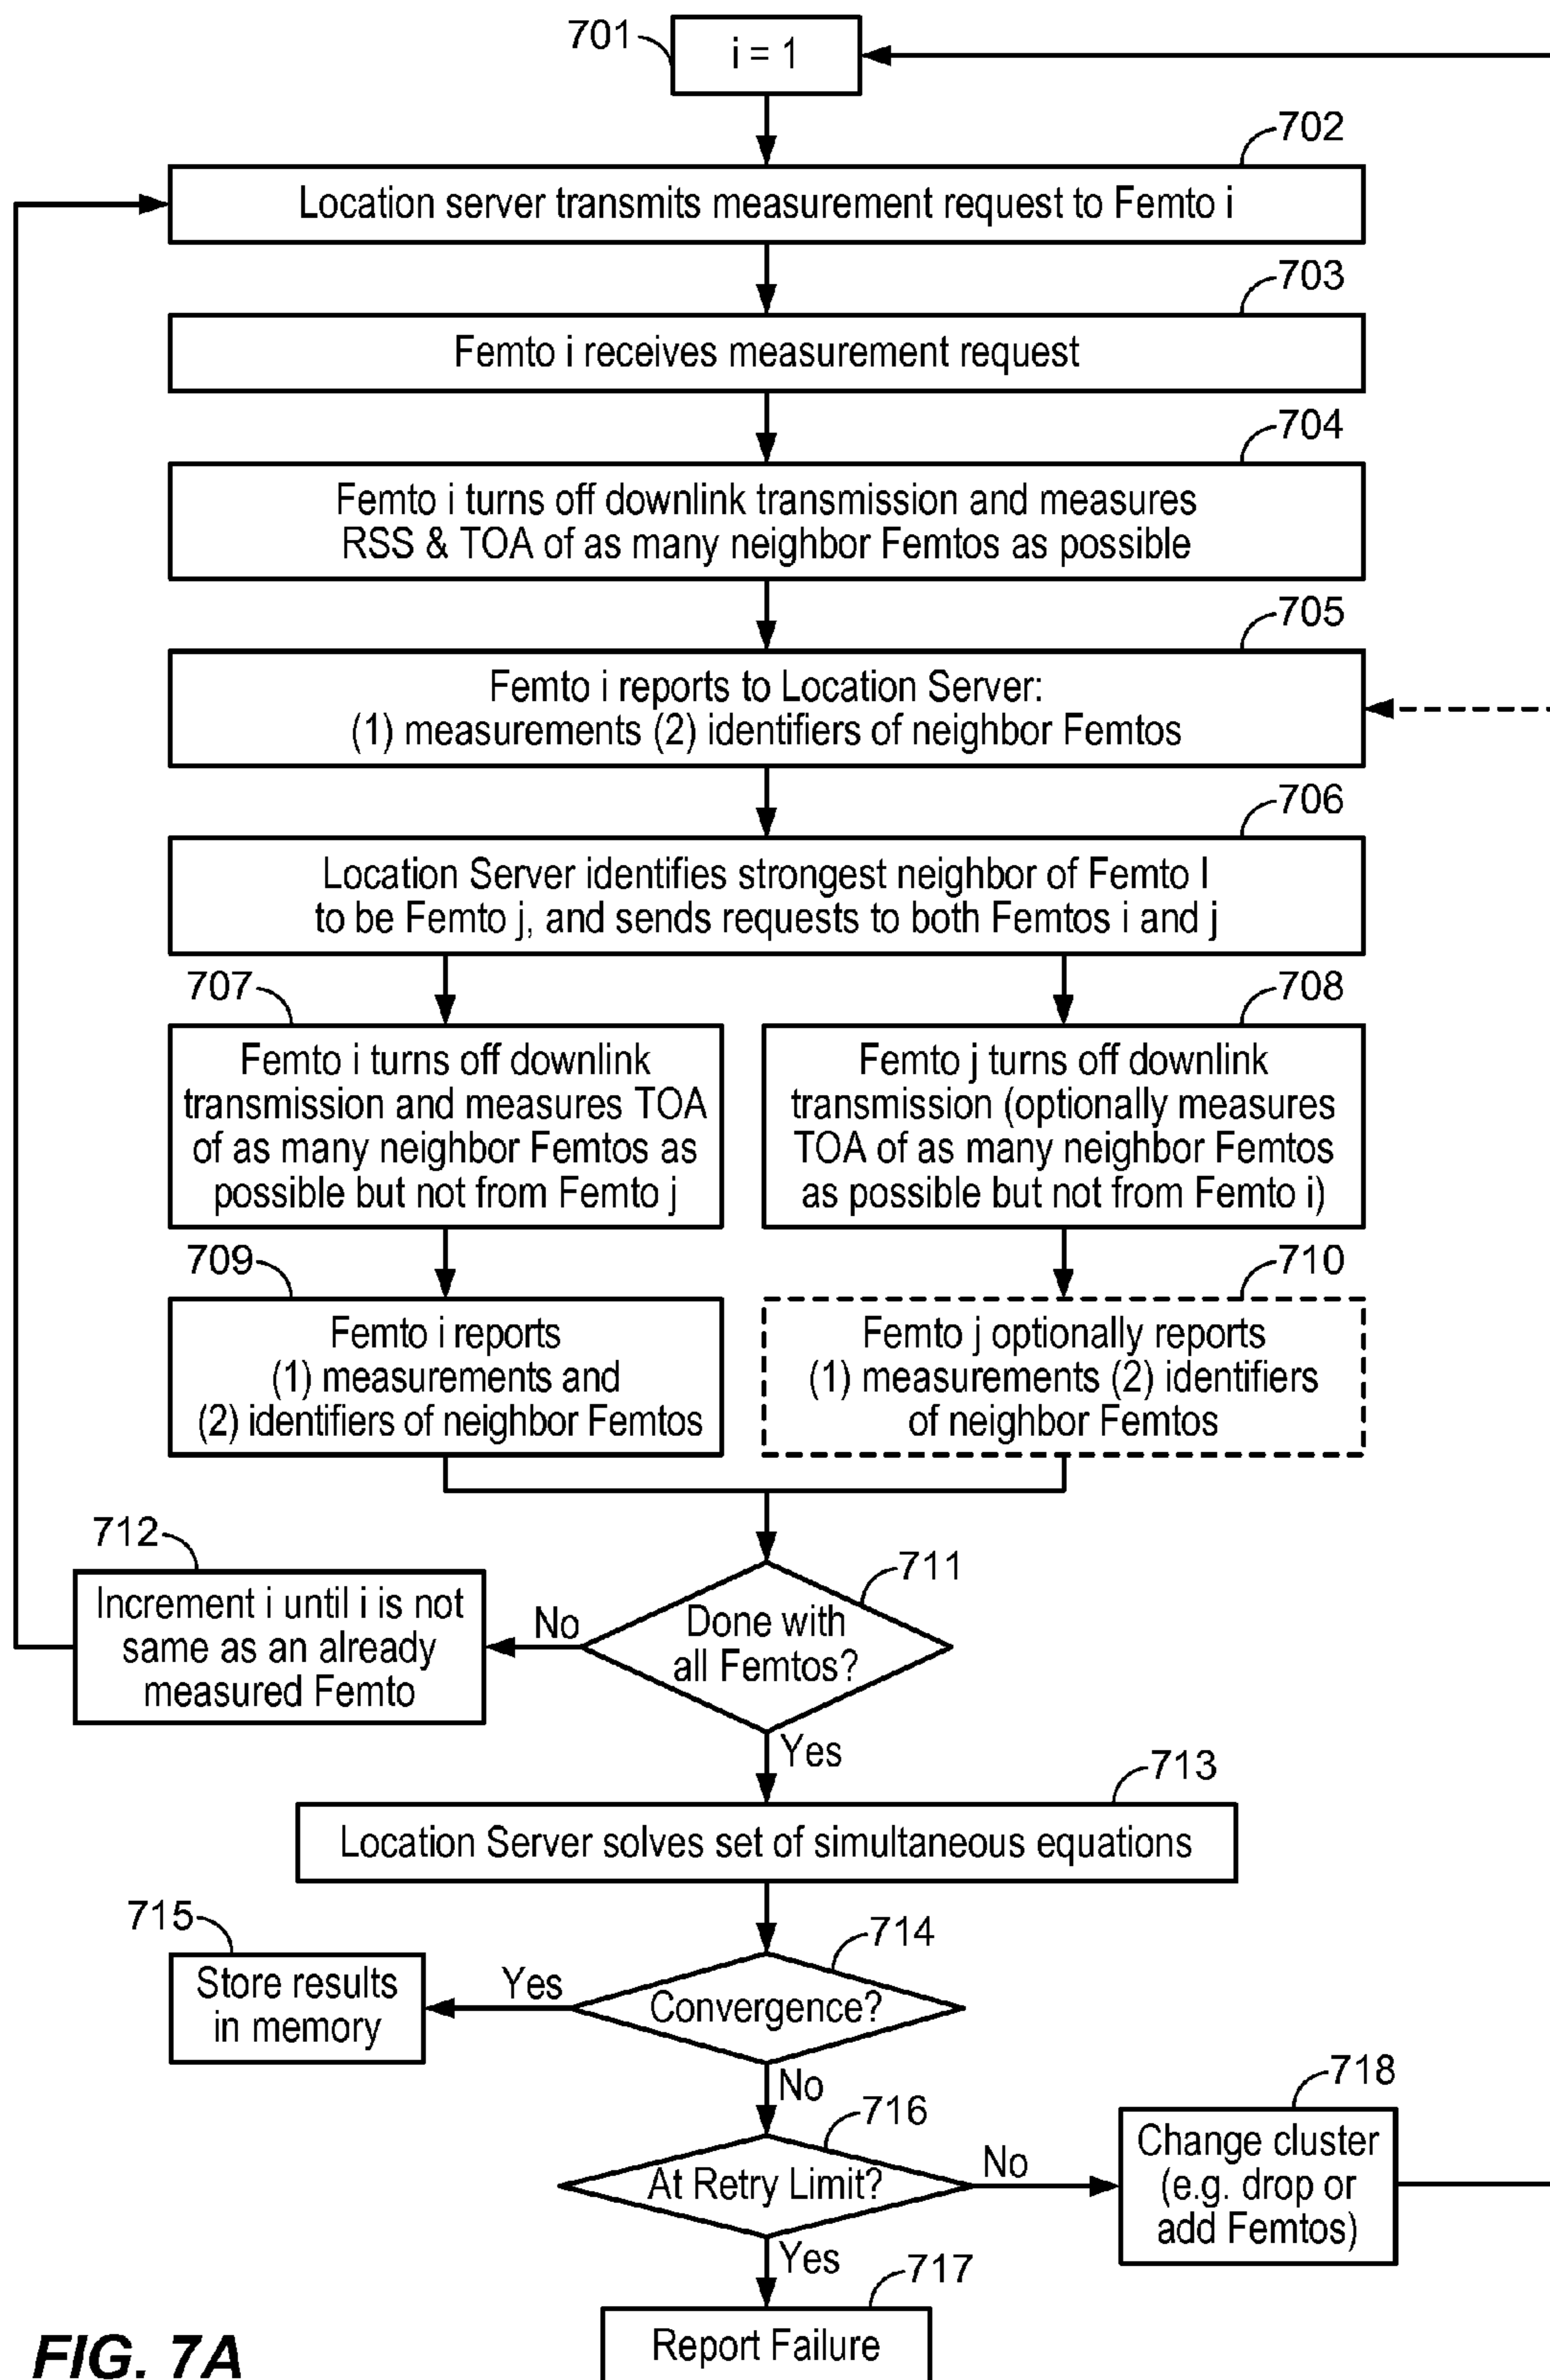 701
i = 1
702
Location server transmits measurement request to Femto i
703
Femto i receives measurement request
704
Femto i turns off downlink transmission and measures
RSS & TOA of as many neighbor Femtos as possible
705
Femto i reports to Location Server:
(1) measurements (2) identifiers of neighbor Femtos
706
Location Server identifies strongest neighbor of Femto I
to be Femto j, and sends requests to both Femtos i and j
707
Femto i turns off downlink
transmission and measures TOA
of as many neighbor Femtos as
possible but not from Femto j
708
Femto j turns off downlink
transmission (optionally measures
TOA of as many neighbor Femtos
as possible but not from Femto i)
709
Femto i reports
(1) measurements and
(2) identifiers of neighbor Femtos
710
Femto j optionally reports
(1) measurements (2) identifiers
of neighbor Femtos
711
Done with
all Femtos?
No
712
Increment i until i is not
same as an already
measured Femto
Yes
713
Location Server solves set of simultaneous equations
714
Convergence?
Yes
715
Store results
in memory
No
716
At Retry Limit?
No
718
Change cluster
(e.g. drop or
add Femtos)
Yes
717
Report Failure
FIG. 7A